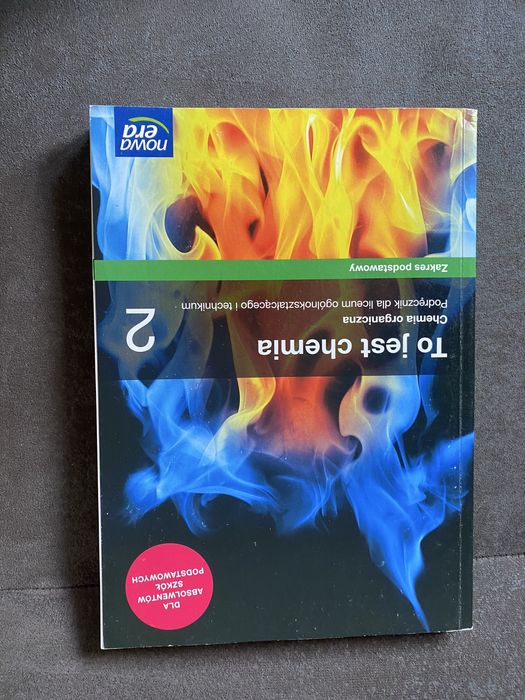 DLA
ABSOLWENTÓW
SZKÓŁ
PODSTAWOWYCH
To jest chemia
2
Chemia organiczna
Podręcznik dla liceum ogólnokształcącego i technikum
Zakres podstawowy
nowa
era